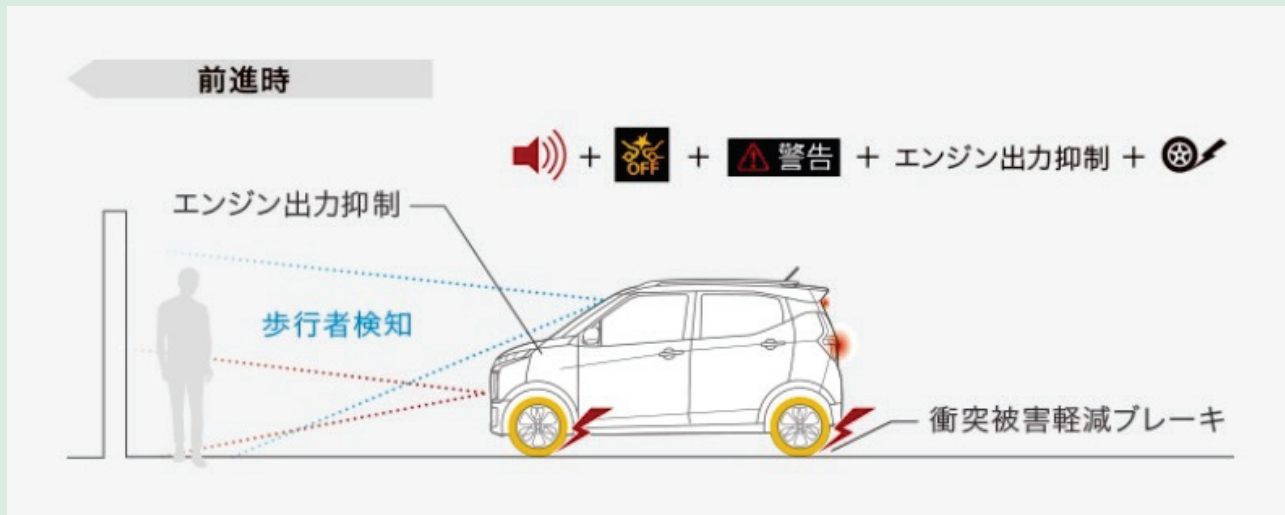 前進時
+ OFF + 警告 + エンジン出力抑制 +
エンジン出力抑制
歩行者検知
衝突被害軽減ブレーキ